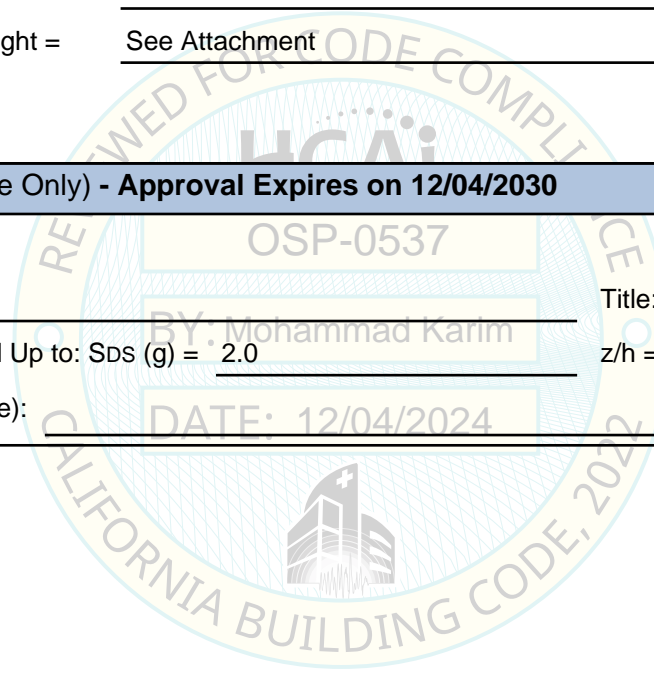 ght = See Attachment
REVIEWED FOR CODE COMPLIANCE
HCAi
e Only) - Approval Expires on 12/04/2030
OSP-0537
Title:
BY: Mohammad Karim
l Up to: SDS (g) = 2.0 z/h =
e):
DATE: 12/04/2024
CALIFORNIA BUILDING CODE, 2022